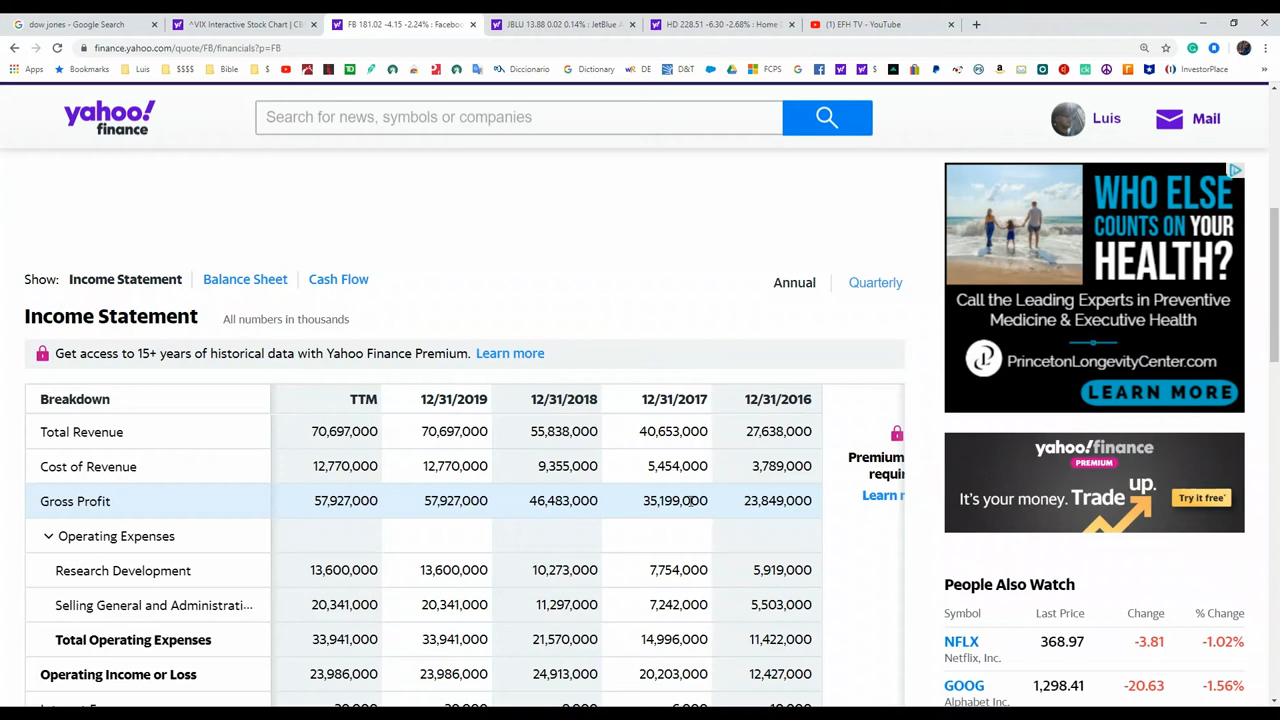 dow jones - Google Search
^VIX Interactive Stock Chart | CB
FB 181.02 -4.15 -2.24% : Faceboo
JBLU 13.88 0.02 0.14% : JetBlue A
HD 228.51 -6.30 -2.68% : Home
(1) EFH TV - YouTube
finance.yahoo.com/quote/FB/financials?p=FB
Apps
Bookmarks
Luis
$$$$
Bible
$
Diccionario
Dictionary
DE
D&T
FCPS
$
InvestorPlace
»
yahoo!
finance
Search for news, symbols or companies
Luis
Mail
Show: Income Statement Balance Sheet Cash Flow
Annual Quarterly
Income Statement All numbers in thousands
Get access to 15+ years of historical data with Yahoo Finance Premium. Learn more
Breakdown TTM 12/31/2019 12/31/2018 12/31/2017 12/31/2016
Total Revenue 70,697,000 70,697,000 55,838,000 40,653,000 27,638,000
Cost of Revenue 12,770,000 12,770,000 9,355,000 5,454,000 3,789,000
Gross Profit 57,927,000 57,927,000 46,483,000 35,199,000 23,849,000
Operating Expenses
Research Development 13,600,000 13,600,000 10,273,000 7,754,000 5,919,000
Selling General and Administrati... 20,341,000 20,341,000 11,297,000 7,242,000 5,503,000
Total Operating Expenses 33,941,000 33,941,000 21,570,000 14,996,000 11,422,000
Operating Income or Loss 23,986,000 23,986,000 24,913,000 20,203,000 12,427,000
Premium
requir
Learn
WHO ELSE
COUNTS ON YOUR
HEALTH?
Call the Leading Experts in Preventive
Medicine & Executive Health
PrincetonLongevityCenter.com
LEARN MORE
yahoo!finance
PREMIUM
It's your money. Trade up.
Try it free*
People Also Watch
Symbol Last Price Change % Change
NFLX 368.97 -3.81 -1.02%
Netflix, Inc.
GOOG 1,298.41 -20.63 -1.56%
Alphabet Inc.